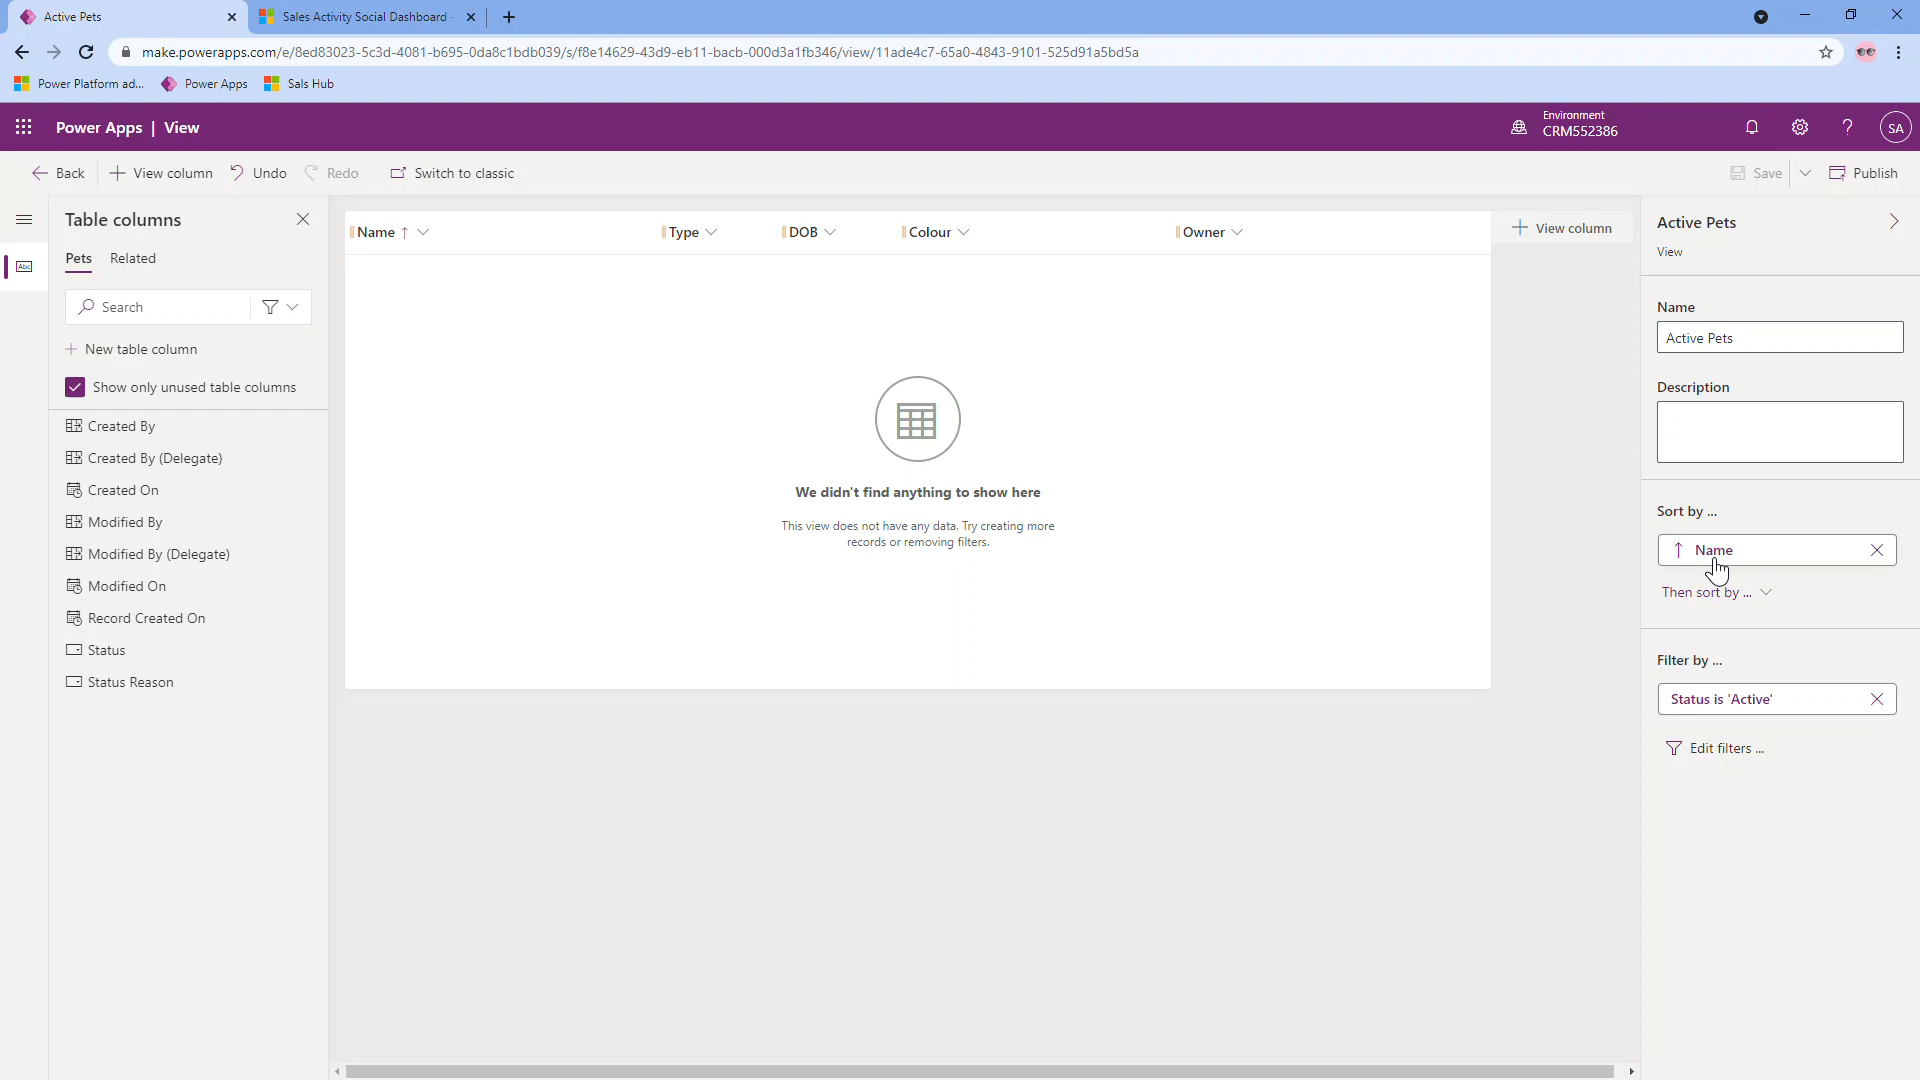 Active Pets
Sales Activity Social Dashboard -
make.powerapps.com/e/8ed83023-5c3d-4081-b695-0da8c1bdb039/s/f8e14629-43d9-eb11-bacb-000d3a1fb346/view/11ade4c7-65a0-4843-9101-525d91a5bd5a
Power Platform ad...
Power Apps
Sals Hub
Power Apps | View
Environment
CRM552386
SA
Back
View column
Undo
Redo
Switch to classic
Save
Publish
Table columns
Pets
Related
Search
New table column
Show only unused table columns
Created By
Created By (Delegate)
Created On
Modified By
Modified By (Delegate)
Modified On
Record Created On
Status
Status Reason
Name
Type
DOB
Colour
Owner
View column
We didn't find anything to show here
This view does not have any data. Try creating more
records or removing filters.
Active Pets
View
Name
Active Pets
Description
Sort by ...
Name
Then sort by ...
Filter by ...
Status is 'Active'
Edit filters ...
Abc